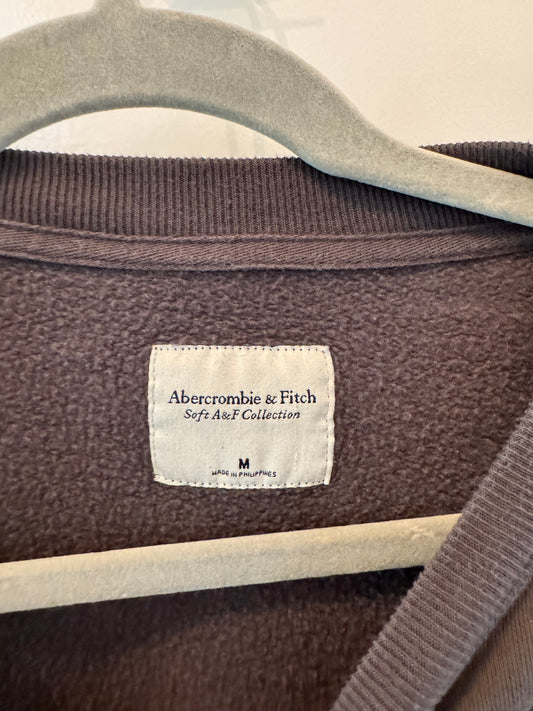 Abercrombie & Fitch
Soft A&F Collection
M
MADE IN PHILIPPINES